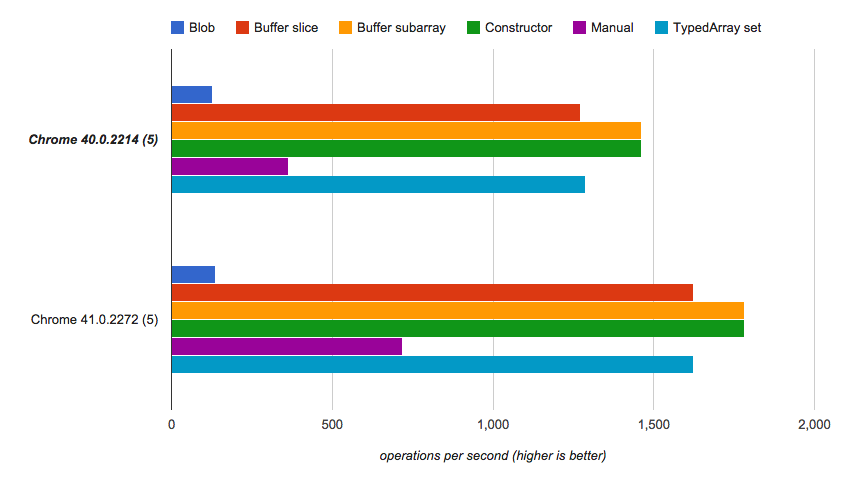 Blob Buffer slice Buffer subarray Constructor Manual TypedArray set
Chrome 40.0.2214 (5)
Chrome 41.0.2272 (5)
0 500 1,000 1,500 2,000
operations per second (higher is better)